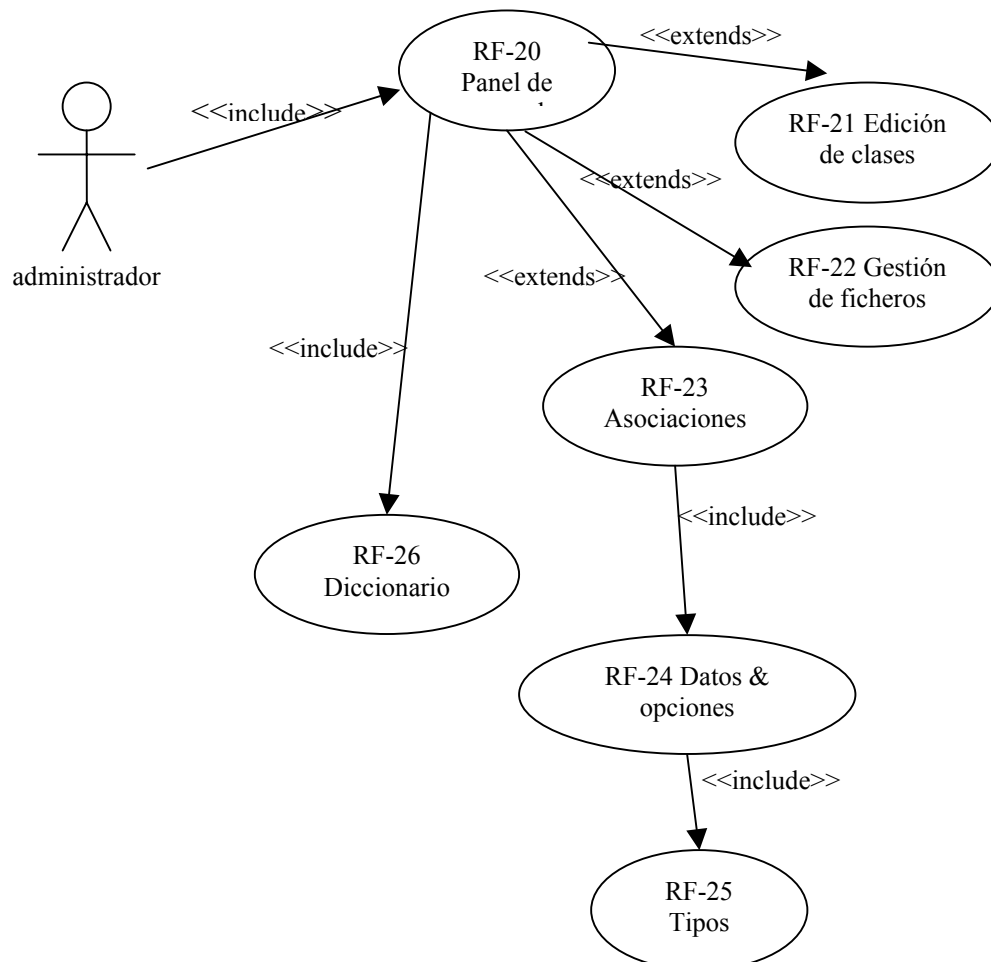 <<extends>>
RF-20
Panel de
<<include>>
RF-21 Edición
de clases
<<extends>>
administrador
RF-22 Gestión
de ficheros
<<extends>>
<<include>>
RF-23
Asociaciones
<<include>>
RF-26
Diccionario
RF-24 Datos &
opciones
<<include>>
RF-25
Tipos